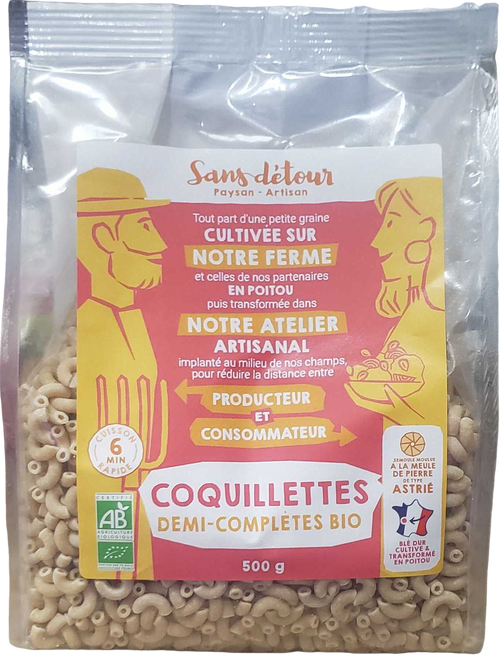 Sans détour
Paysan - Artisan
Tout part d'une petite graine
CULTIVÉE SUR
NOTRE FERME
et celles de nos partenaires
EN POITOU
puis transformée dans
NOTRE ATELIER
ARTISANAL
implanté au milieu de nos champs,
pour réduire la distance entre
PRODUCTEUR
ET
CONSOMMATEUR
CUISSON
6
MIN
RAPIDE
SEMOULE MOULUE
A LA MEULE
DE PIERRE
DE TYPE
ASTRIÉ
COQUILLETTES
DEMI-COMPLÈTES BIO
500 g
CERTIFIÉ
AB
AGRICULTURE
BIOLOGIQUE
BLÉ DUR
CULTIVÉ &
TRANSFORMÉ
EN POITOU